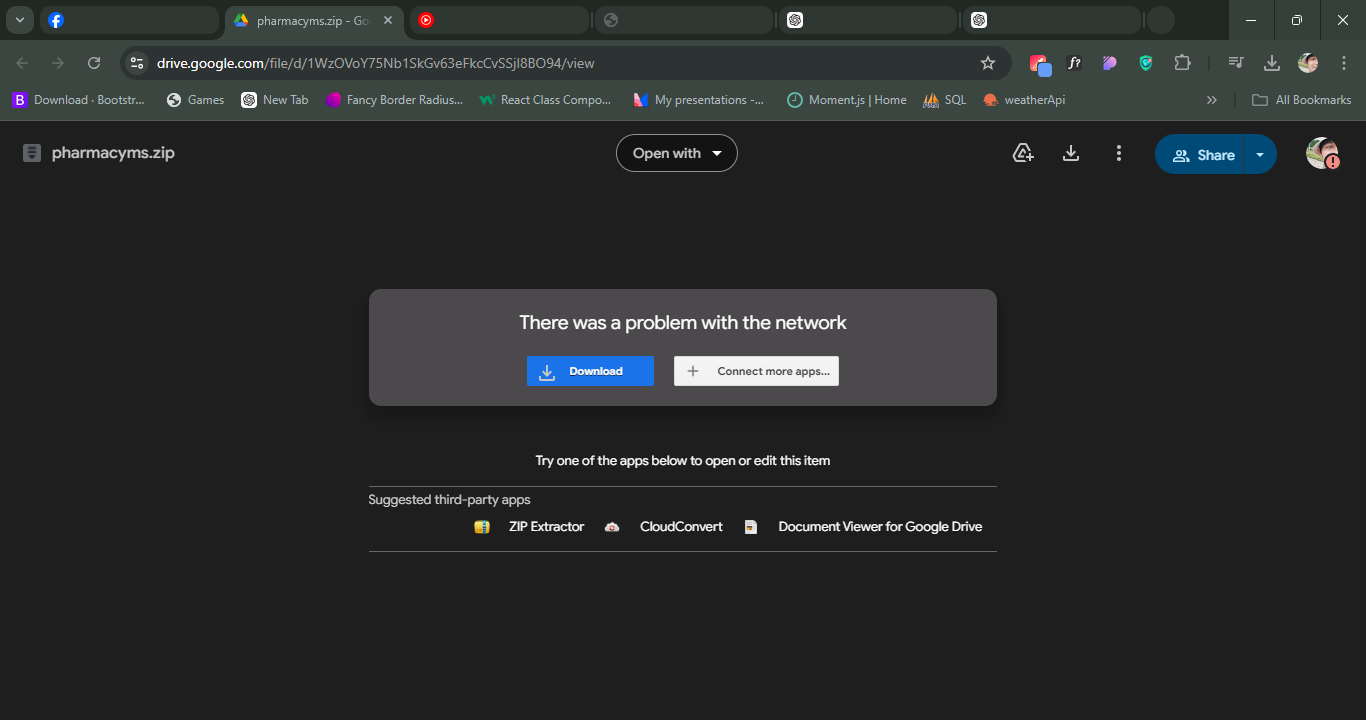 pharmacyms.zip - Go
drive.google.com/file/d/1WzOVoY75Nb1SkGv63eFkcCvSSjI8BO94/view
f?
B Download · Bootstr... Games New Tab Fancy Border Radius... React Class Compo... My presentations -... Moment.js | Home SQL weatherApi » All Bookmarks
pharmacyms.zip Open with Share
There was a problem with the network
Download + Connect more apps...
Try one of the apps below to open or edit this item
Suggested third-party apps
ZIP Extractor CloudConvert Document Viewer for Google Drive